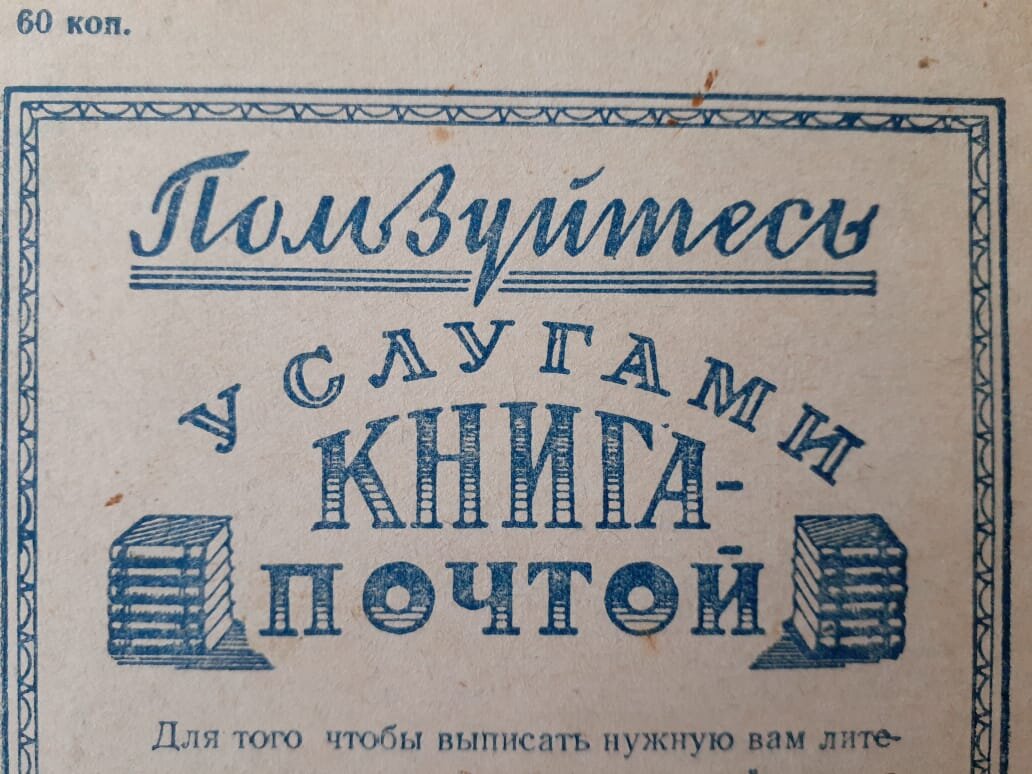 60 коп.
Пользуйтесь
УСЛУГАМИ
КНИГА-
ПОЧТОЙ
Для того чтобы выписать нужную вам лите-